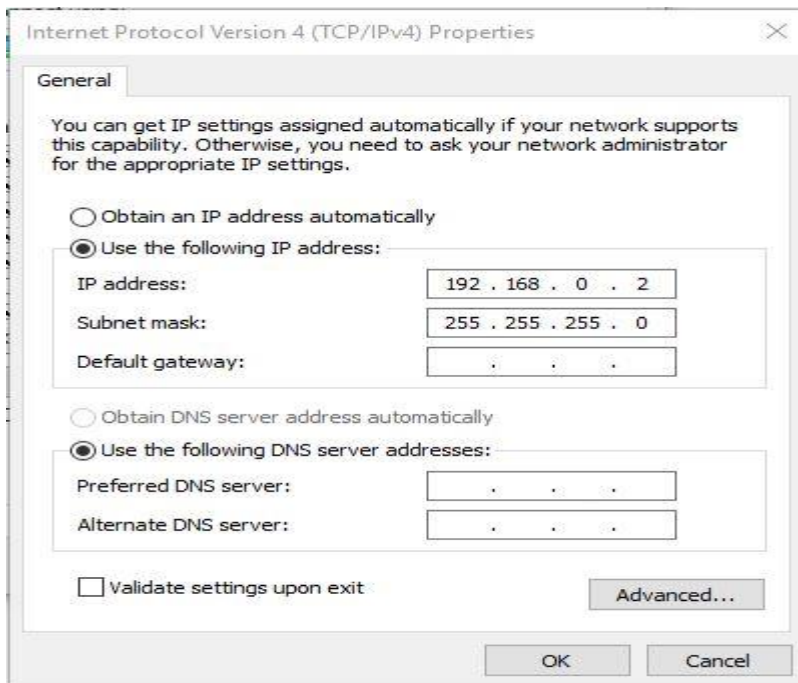 Internet Protocol Version 4 (TCP/IPv4) Properties
General
You can get IP settings assigned automatically if your network supports
this capability. Otherwise, you need to ask your network administrator
for the appropriate IP settings.
Obtain an IP address automatically
Use the following IP address:
IP address: 192 . 168 . 0 . 2
Subnet mask: 255 . 255 . 255 . 0
Default gateway: . . .
Obtain DNS server address automatically
Use the following DNS server addresses:
Preferred DNS server: . . .
Alternate DNS server: . . .
Validate settings upon exit
Advanced...
OK Cancel